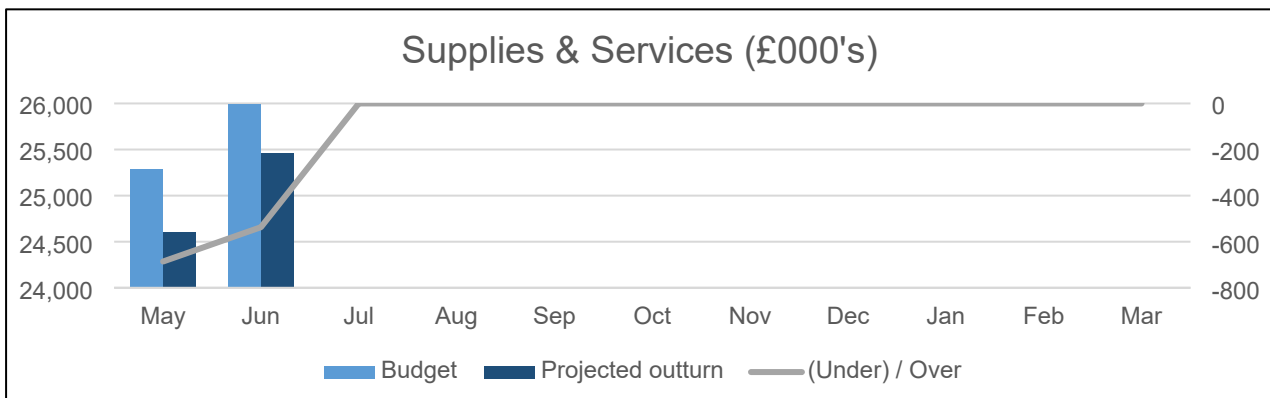 Supplies & Services (£000's)
26,000 0
25,500 -200
25,000 -400
24,500 -600
24,000 -800
May Jun Jul Aug Sep Oct Nov Dec Jan Feb Mar
Budget Projected outturn (Under) / Over